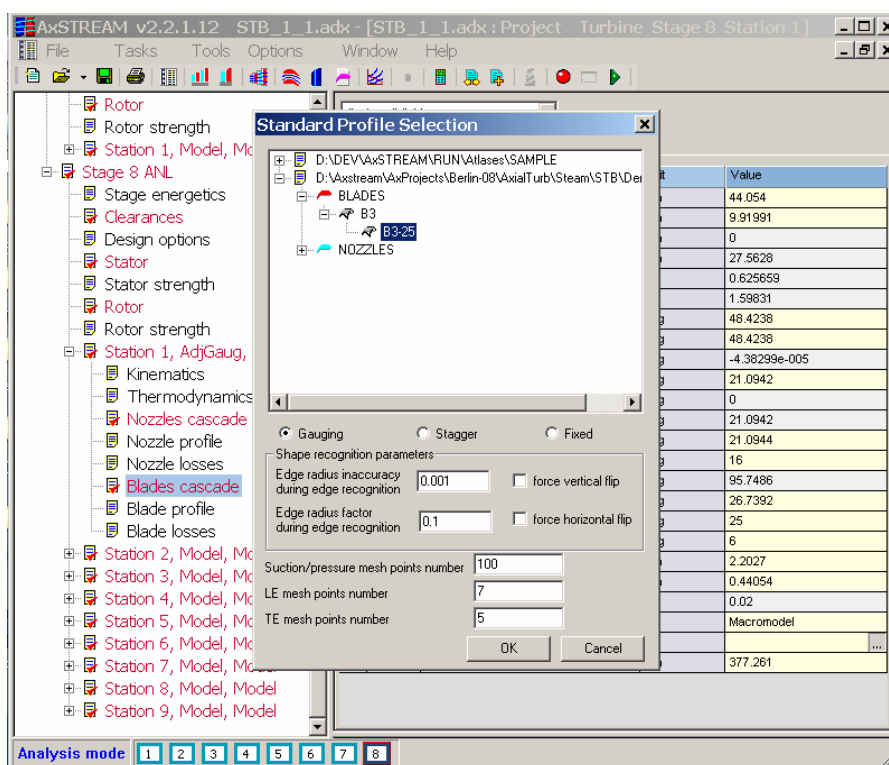 AxSTREAM v2.2.1.12 STB_1_1.adx - [STB_1_1.adx : Project Turbine Stage 8 Station 1]
File Tasks Tools Options Window Help
Rotor
Rotor strength
Station 1, Model, Mo
Stage 8 ANL
Stage energetics
Clearances
Design options
Stator
Stator strength
Rotor
Rotor strength
Station 1, AdjGaug,
Kinematics
Thermodynamics
Nozzles cascade
Nozzle profile
Nozzle losses
Blades cascade
Blade profile
Blade losses
Station 2, Model, Mo
Station 3, Model, Mo
Station 4, Model, Mo
Station 5, Model, Mo
Station 6, Model, Mo
Station 7, Model, Mo
Station 8, Model, Model
Station 9, Model, Model
Standard Profile Selection
D:\DEV\AxSTREAM\RUN\Atlases\SAMPLE
D:\Axstream\AxProjects\Berlin-08\AxialTurb\Steam\STB\Der
BLADES
B3
B3-25
NOZZLES
Gauging Stagger Fixed
Shape recognition parameters
Edge radius inaccuracy
during edge recognition
0.001
force vertical flip
Edge radius factor
during edge recognition
0.1
force horizontal flip
Suction/pressure mesh points number 100
LE mesh points number 7
TE mesh points number 5
OK Cancel
it Value
44.054
9.91991
0
27.5628
0.625659
1.59831
48.4238
48.4238
-4.38299e-005
21.0942
0
21.0942
21.0944
16
95.7486
26.7392
25
6
2.2027
0.44054
0.02
Macromodel
...
377.261
Analysis mode 1 2 3 4 5 6 7 8